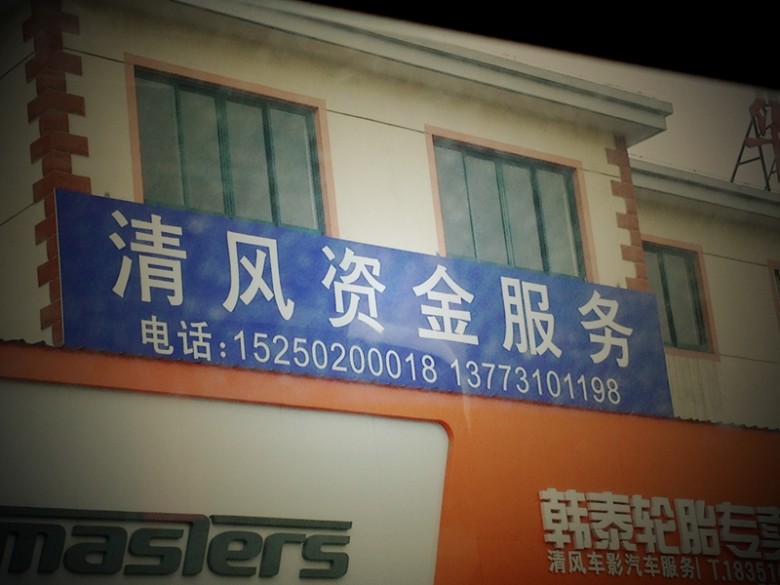 清风资金服务
电话:15250200018 13773101198
masters
韩泰轮胎专
清风车影汽车服务| T.18351